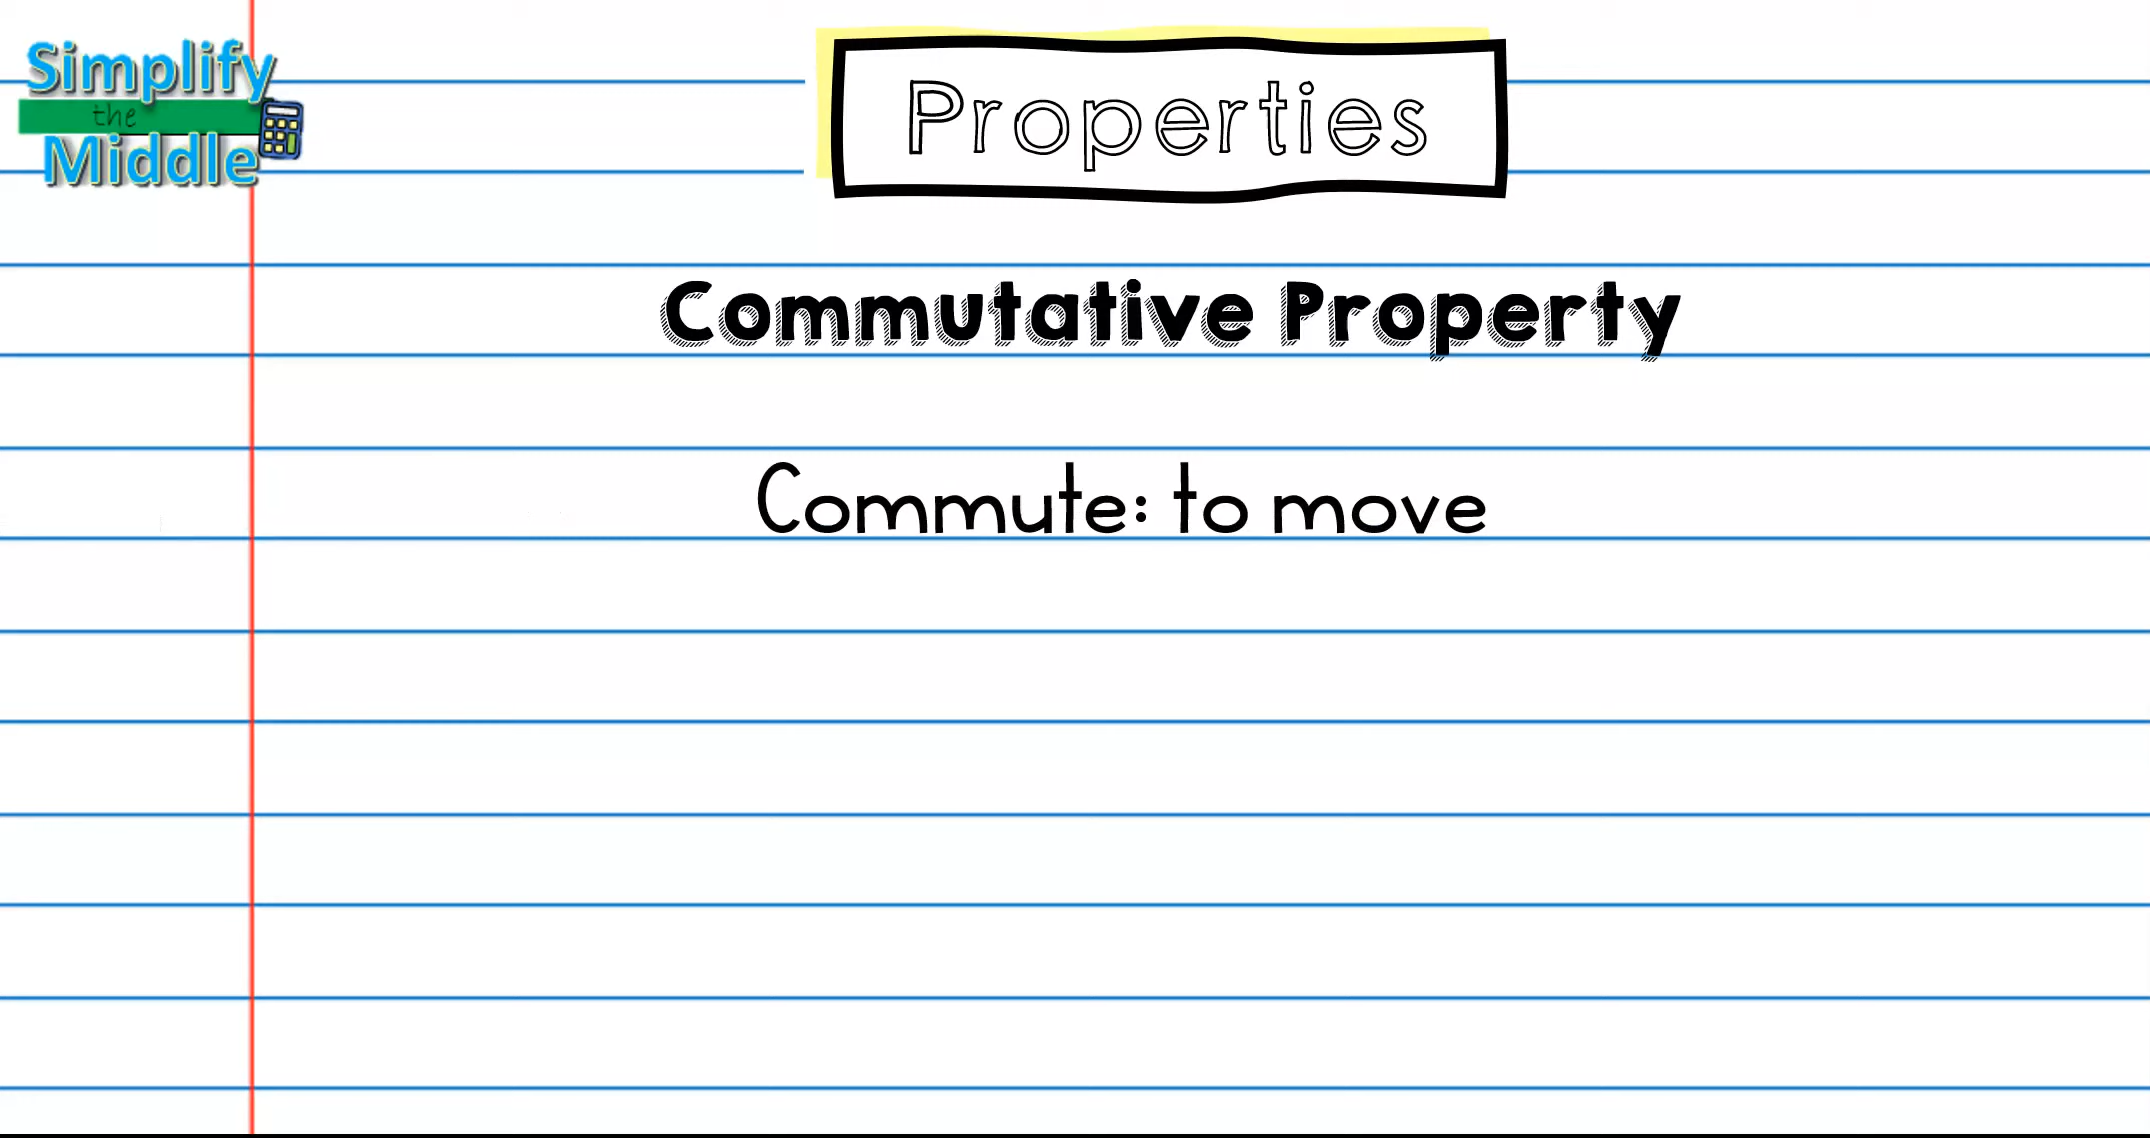 Simplify
the
Middle
Properties
Commutative Property
Commute: to move